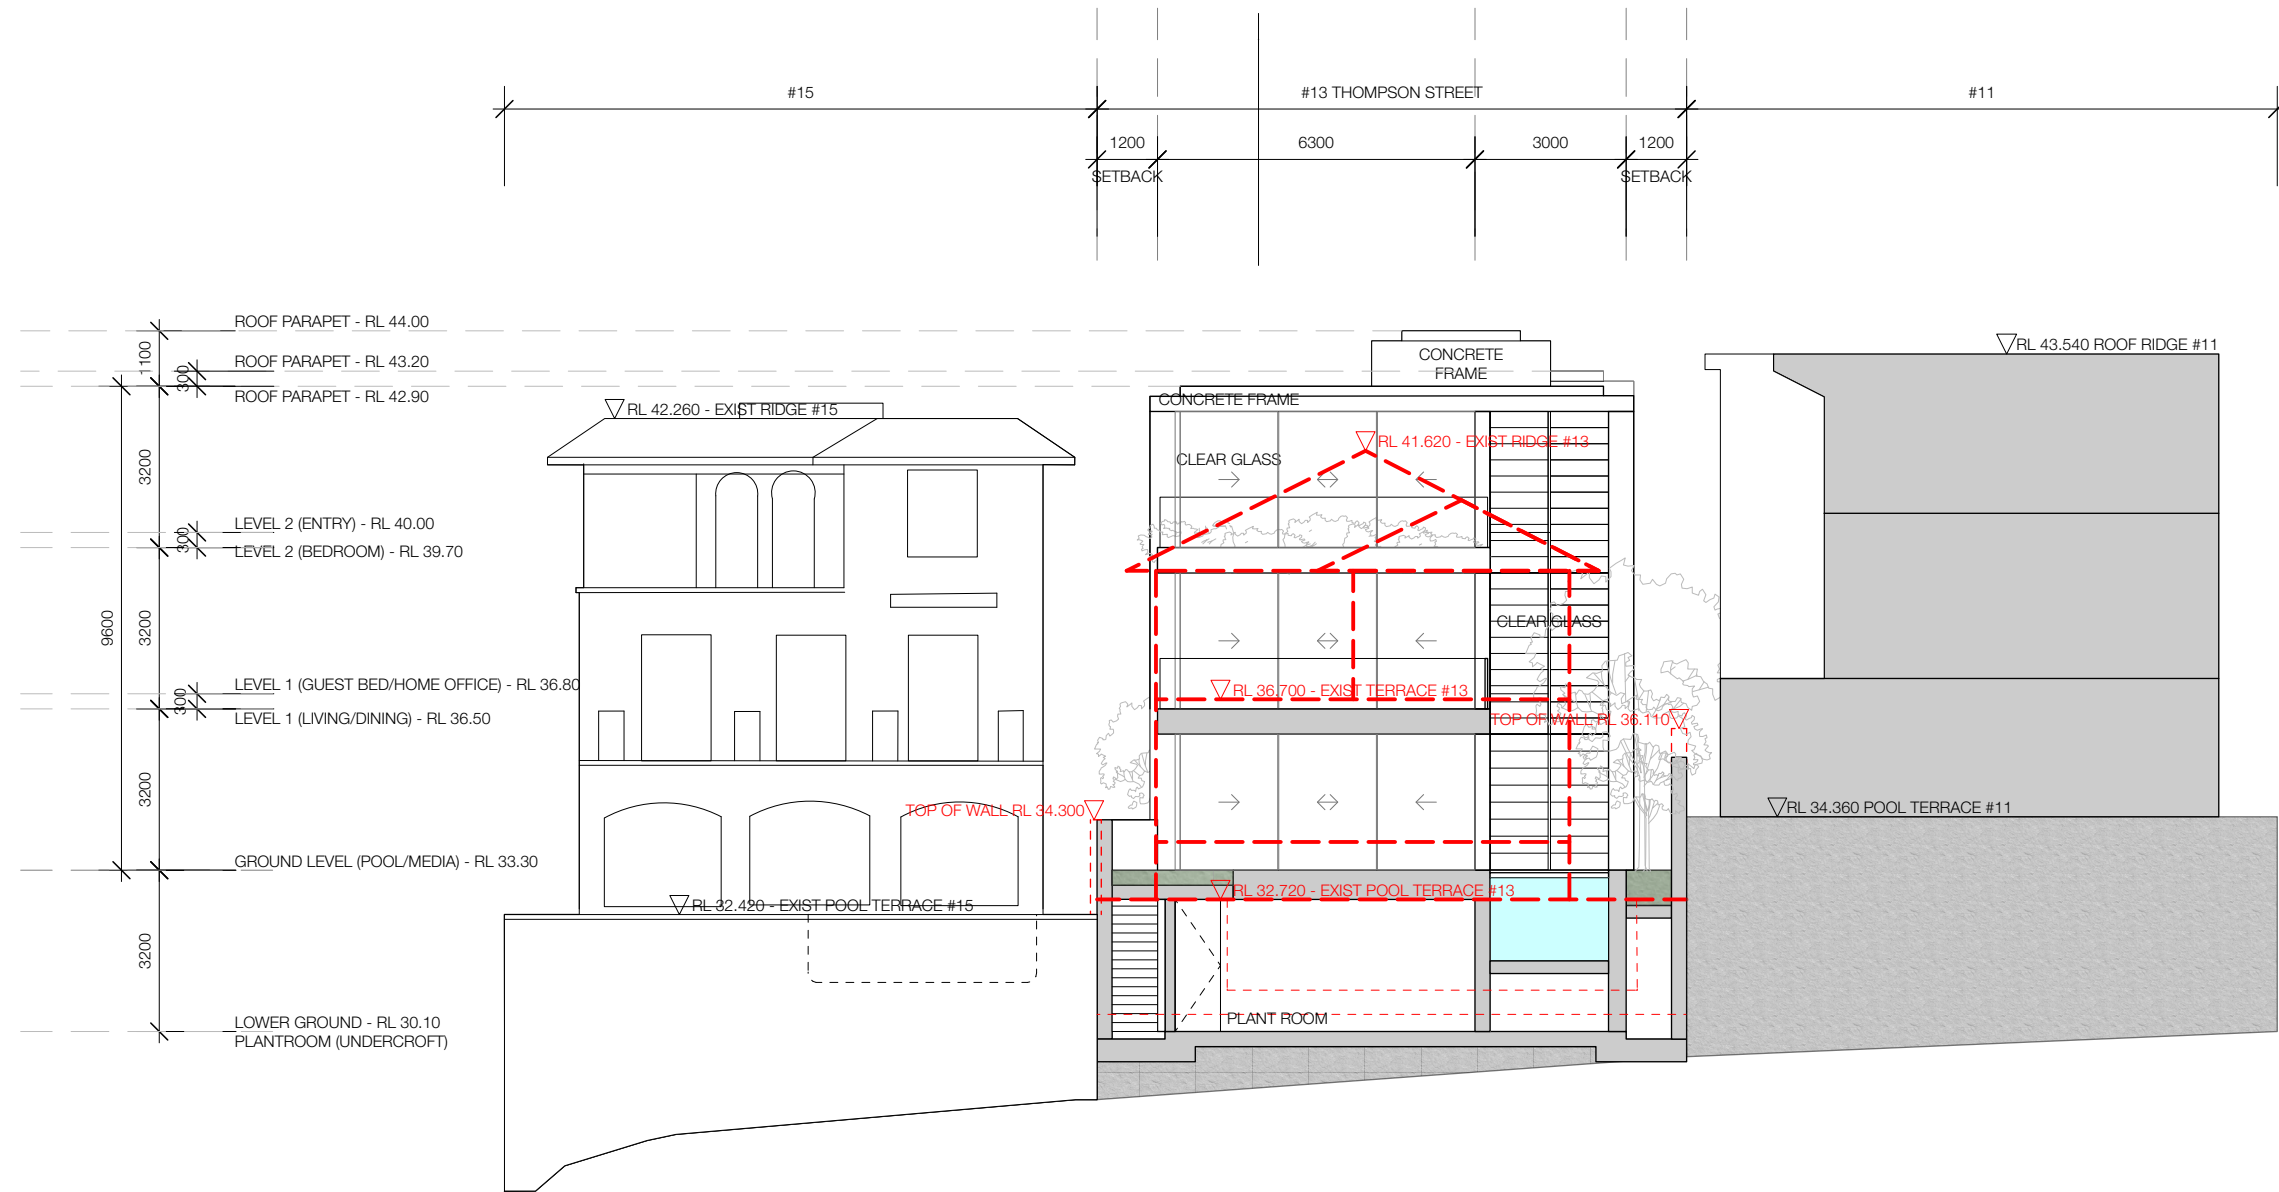 #15
#13 THOMPSON STREET
#11
1200
6300
3000
1200
SETBACK
SETBACK
ROOF PARAPET - RL 44.00
1100
ROOF PARAPET - RL 43.20
300
ROOF PARAPET - RL 42.90
CONCRETE
FRAME
RL 43.540 ROOF RIDGE #11
RL 42.260 - EXIST RIDGE #15
CONCRETE FRAME
RL 41.620 - EXIST RIDGE #13
CLEAR GLASS
3200
LEVEL 2 (ENTRY) - RL 40.00
300
LEVEL 2 (BEDROOM) - RL 39.70
9600
3200
CLEAR GLASS
LEVEL 1 (GUEST BED/HOME OFFICE) - RL 36.80
300
RL 36.700 - EXIST TERRACE #13
LEVEL 1 (LIVING/DINING) - RL 36.50
TOP OF WALL RL 36.110
3200
TOP OF WALL RL 34.300
RL 34.360 POOL TERRACE #11
GROUND LEVEL (POOL/MEDIA) - RL 33.30
RL 32.720 - EXIST POOL TERRACE #13
RL 32.420 - EXIST POOL TERRACE #15
3200
LOWER GROUND - RL 30.10
PLANTROOM (UNDERCROFT)
PLANT ROOM